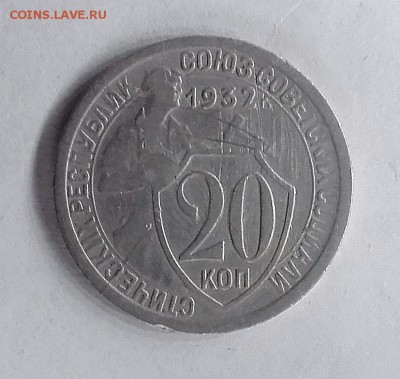 COINS.LAVE.RU
СОЮЗ СОВЕТСКИХ СОЦИАЛИСТИЧЕСКИХ РЕСПУБЛИК
1932
20
КОП